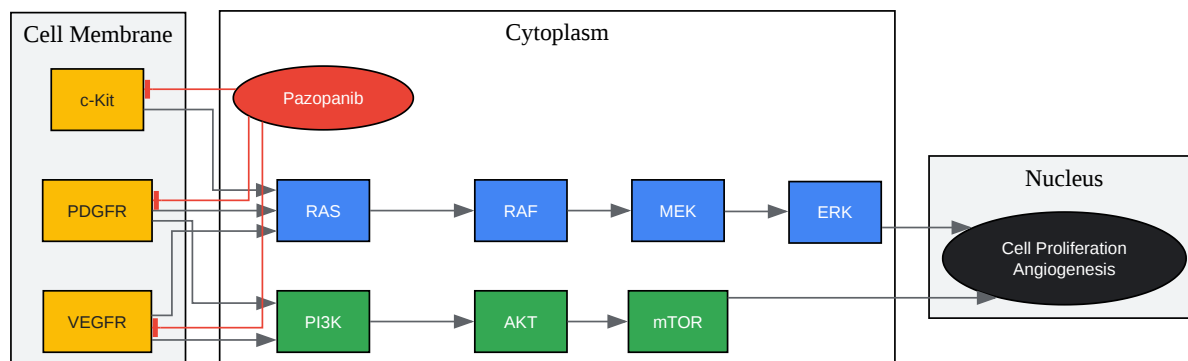 Cell Membrane
Cytoplasm
c-Kit
Pazopanib
Nucleus
PDGFR
RAS
RAF
MEK
ERK
Cell Proliferation
Angiogenesis
VEGFR
PI3K
AKT
mTOR